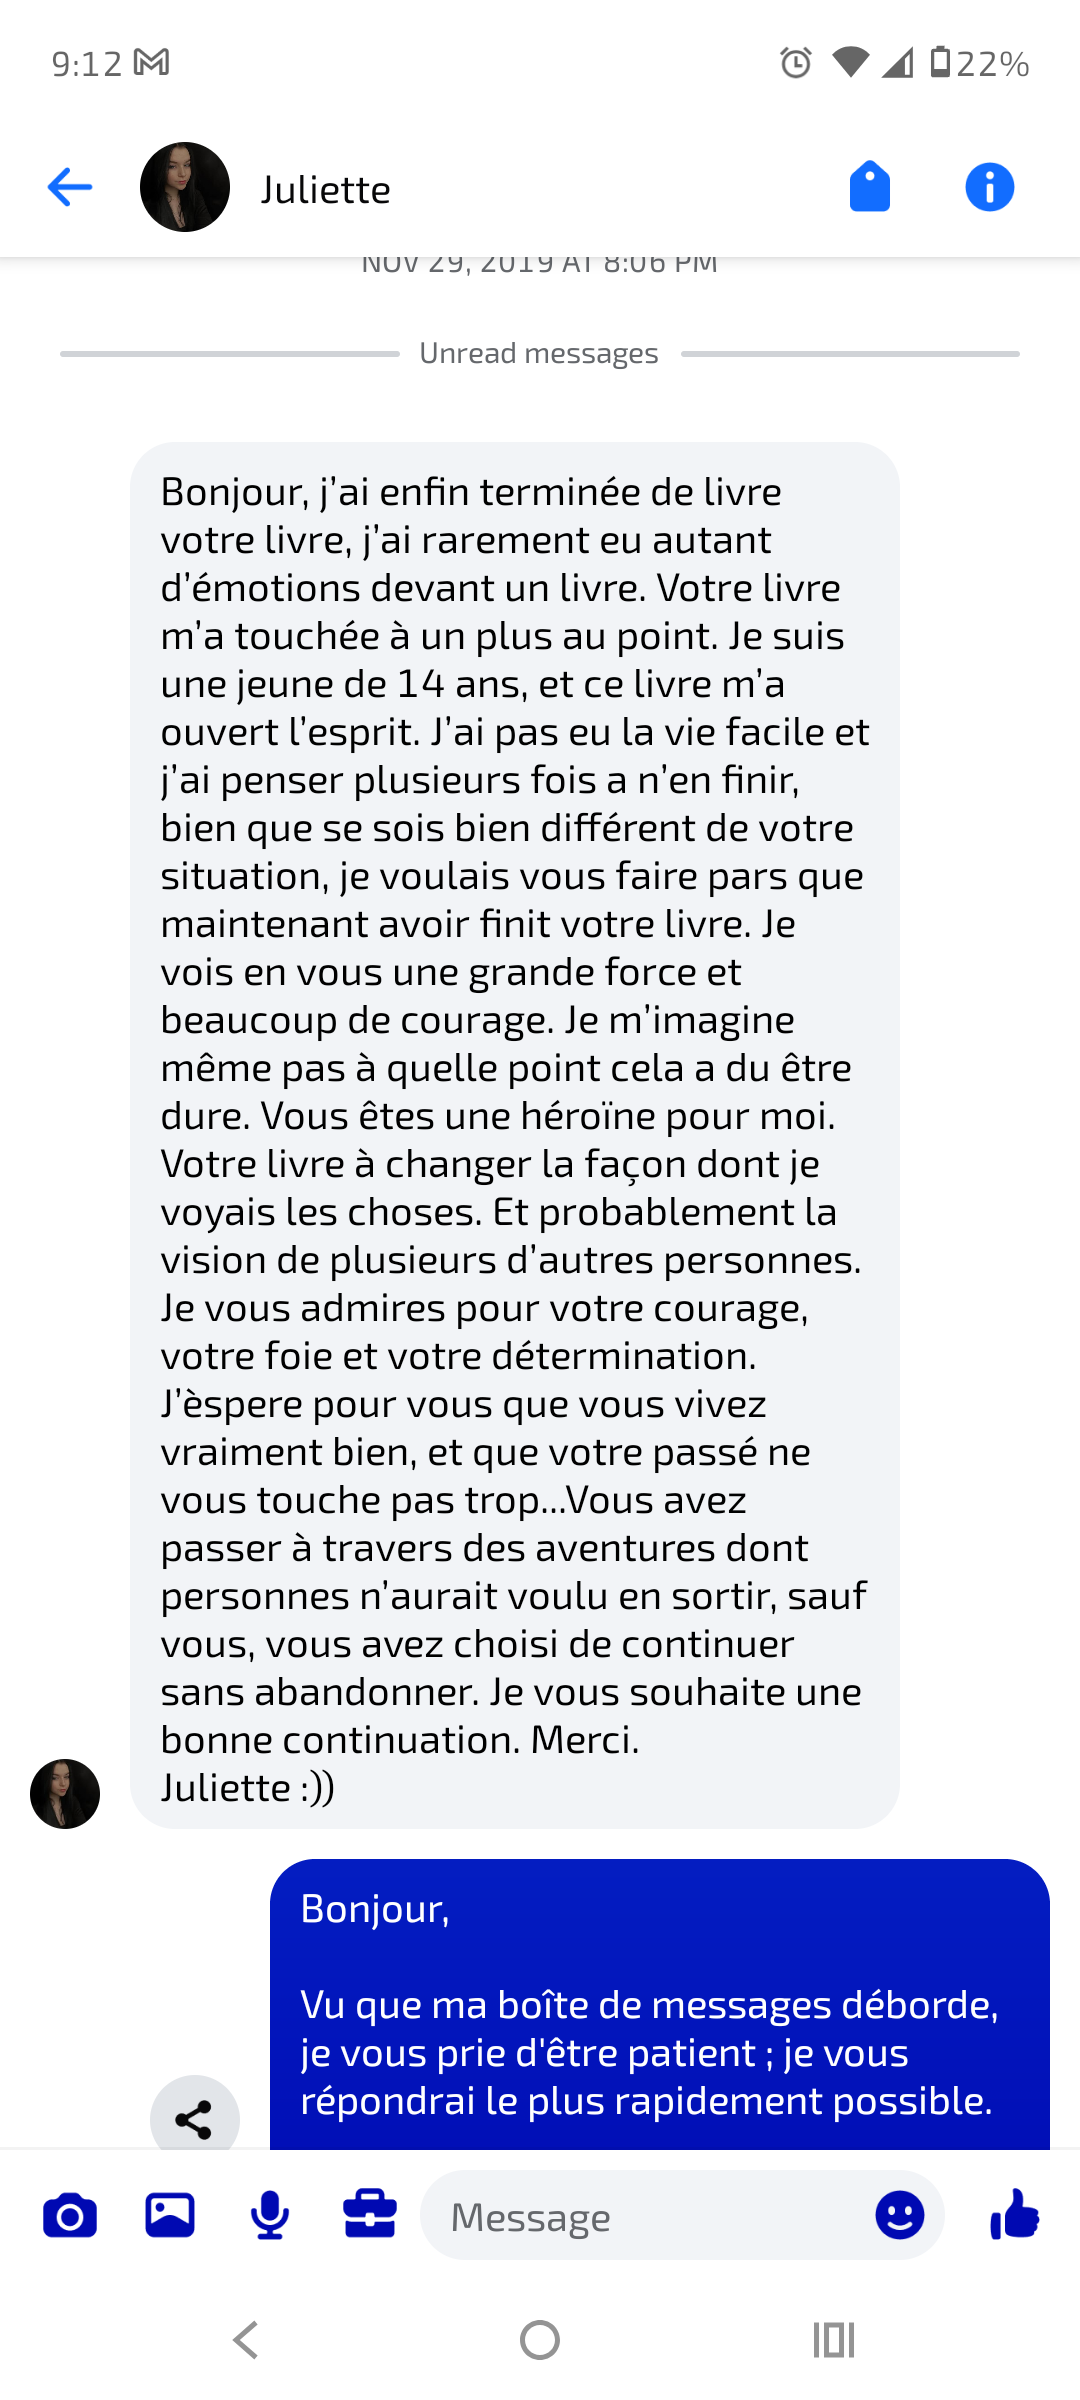 9:12
22%
Juliette
NOV 29, 2019 AT 8:06 PM
Unread messages
Bonjour, j’ai enfin terminée de livre
votre livre, j’ai rarement eu autant
d’émotions devant un livre. Votre livre
m’a touchée à un plus au point. Je suis
une jeune de 14 ans, et ce livre m’a
ouvert l’esprit. J’ai pas eu la vie facile et
j’ai penser plusieurs fois a n’en finir,
bien que se sois bien différent de votre
situation, je voulais vous faire pars que
maintenant avoir finit votre livre. Je
vois en vous une grande force et
beaucoup de courage. Je m’imagine
même pas à quelle point cela a du être
dure. Vous êtes une héroïne pour moi.
Votre livre à changer la façon dont je
voyais les choses. Et probablement la
vision de plusieurs d’autres personnes.
Je vous admires pour votre courage,
votre foie et votre détermination.
J’èspere pour vous que vous vivez
vraiment bien, et que votre passé ne
vous touche pas trop...Vous avez
passer à travers des aventures dont
personnes n’aurait voulu en sortir, sauf
vous, vous avez choisi de continuer
sans abandonner. Je vous souhaite une
bonne continuation. Merci.
Juliette :))
Bonjour,
Vu que ma boîte de messages déborde,
je vous prie d'être patient ; je vous
répondrai le plus rapidement possible.
Message